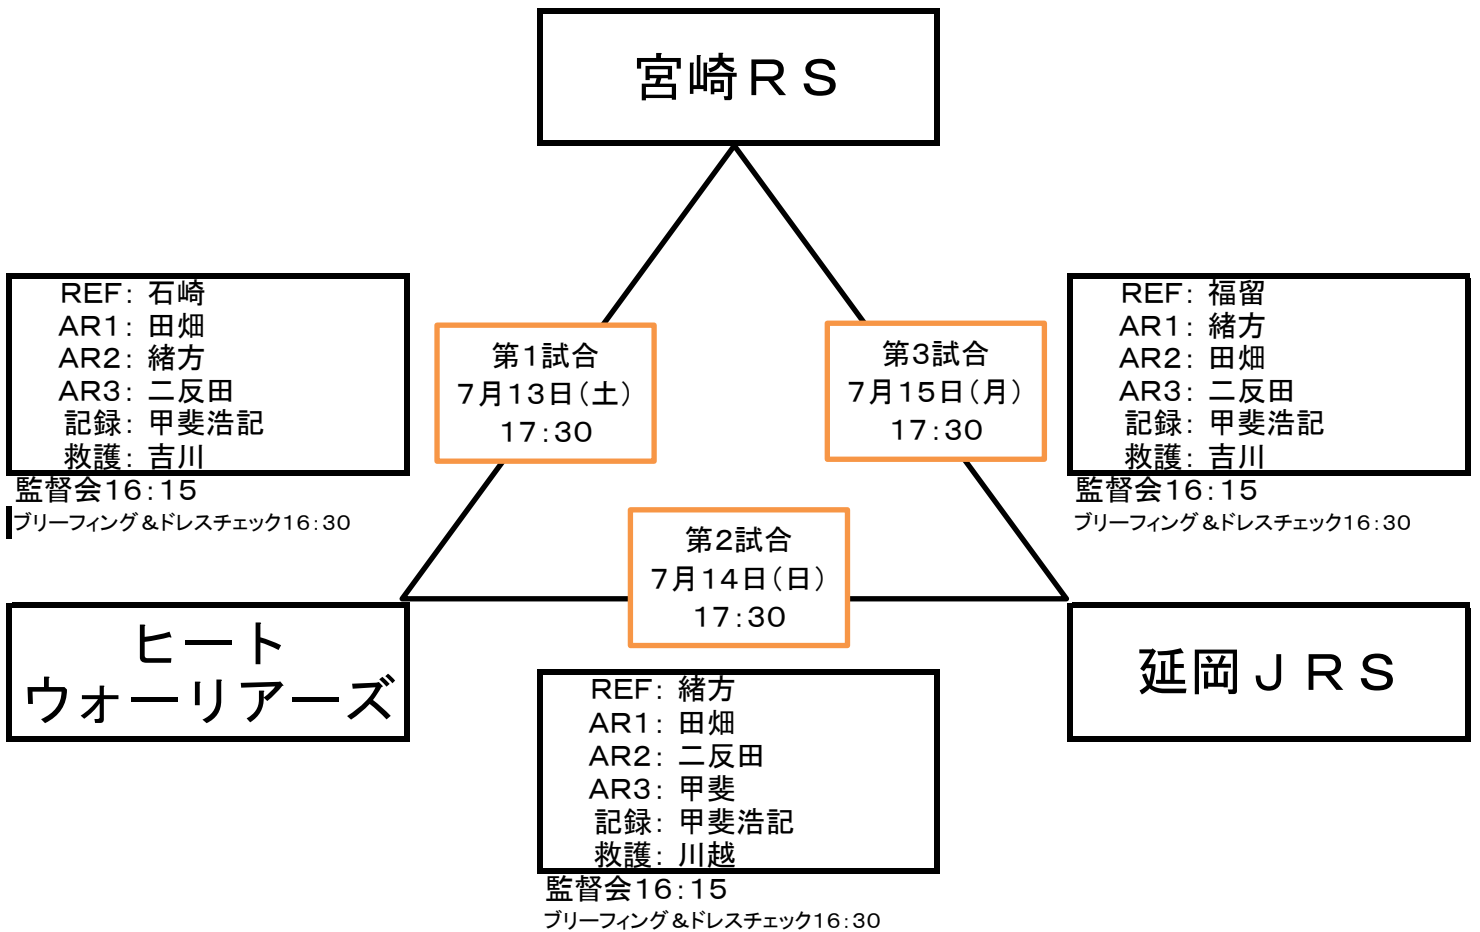 宮崎ＲＳ
REF：石崎
AR1：田畑
AR2：緒方
AR3：二反田
記録：甲斐浩記
救護：吉川
監督会16：15
ブリーフィング＆ドレスチェック16：30
第1試合
7月13日（土）
17：30
第3試合
7月15日（月）
17：30
REF：福留
AR1：緒方
AR2：田畑
AR3：二反田
記録：甲斐浩記
救護：吉川
監督会16：15
ブリーフィング＆ドレスチェック16：30
第2試合
7月14日（日）
17：30
ヒート
ウォーリアーズ
延岡ＪＲＳ
REF：緒方
AR1：田畑
AR2：二反田
AR3：甲斐
記録：甲斐浩記
救護：川越
監督会16：15
ブリーフィング＆ドレスチェック16：30